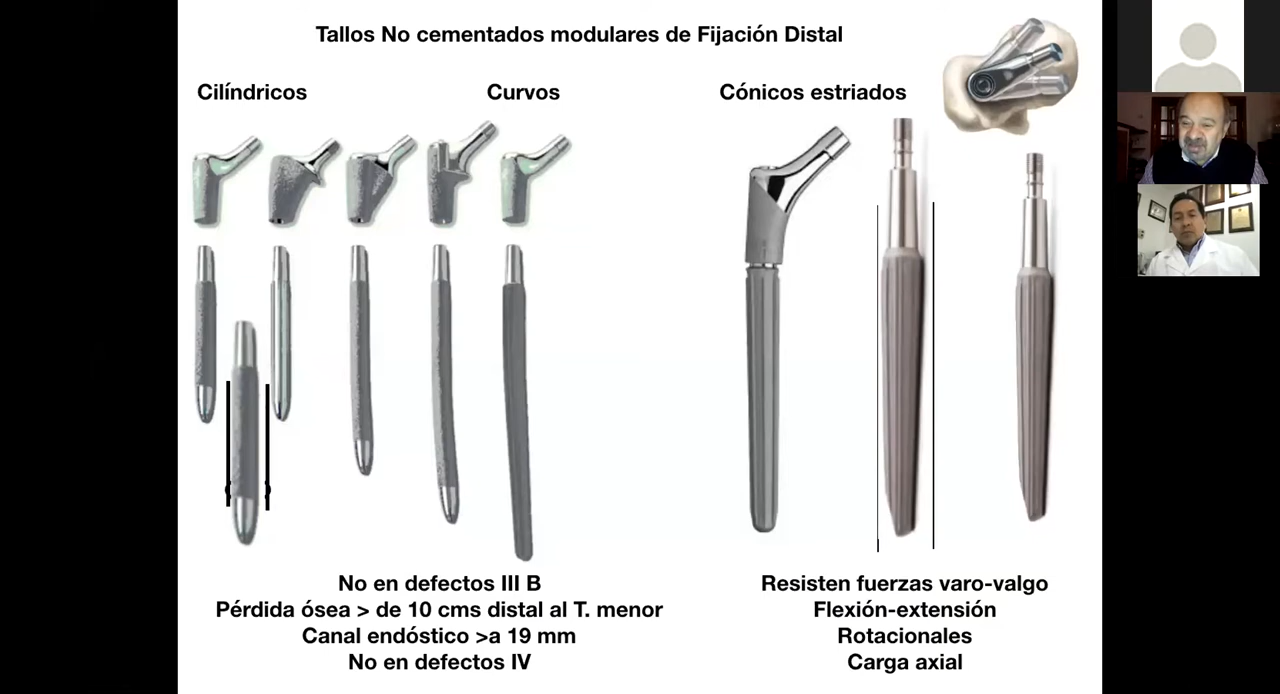 Tallos No cementados modulares de Fijación Distal
Cilíndricos
Curvos
Cónicos estriados
No en defectos III B
Pérdida ósea > de 10 cms distal al T. menor
Canal endóstico >a 19 mm
No en defectos IV
Resisten fuerzas varo-valgo
Flexión-extensión
Rotacionales
Carga axial